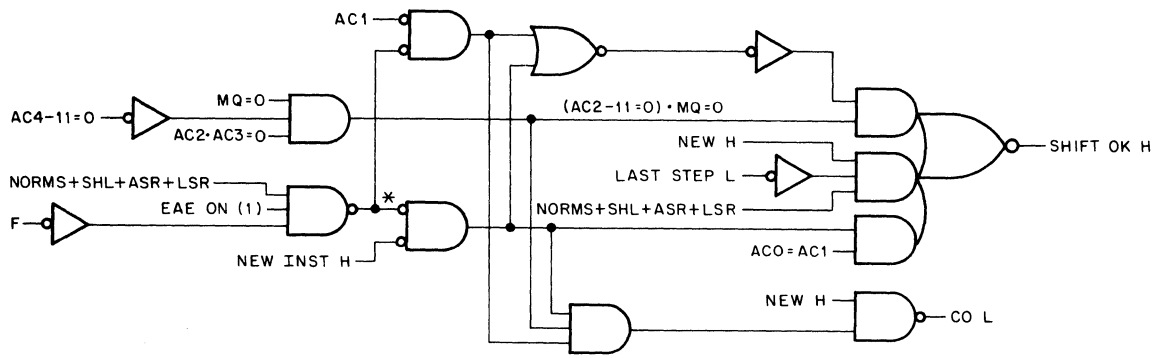 AC1
MQ=0
(AC2-11=0)•MQ=0
AC4-11=0
AC2•AC3=0
NEW H
SHIFT OK H
LAST STEP L
NORMS+SHL+ASR+LSR
*
EAE ON (1)
NORMS+SHL+ASR+LSR
F
NEW INST H
AC0=AC1
NEW H
CO L